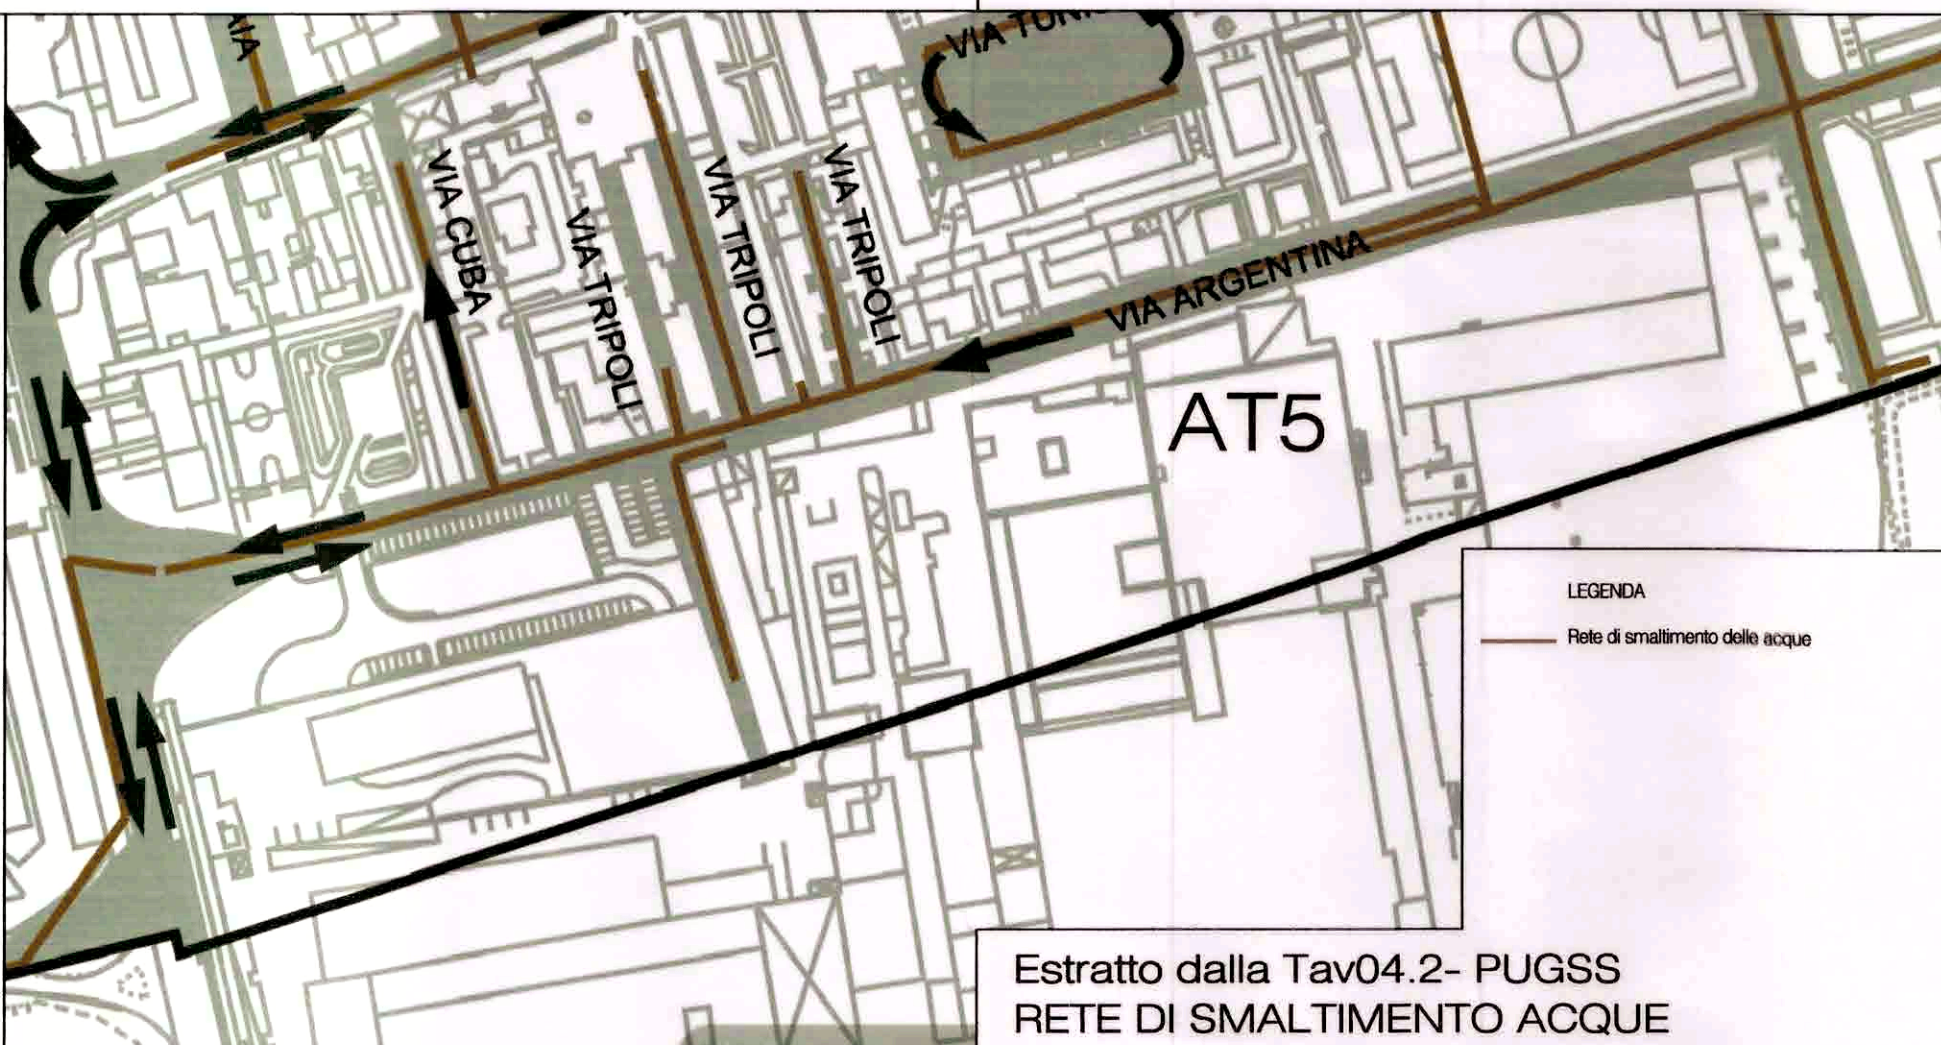 VIA CUBA
VIA TRIPOLI
VIA TRIPOLI
VIA TRIPOLI
VIA ARGENTINA
AT5
LEGENDA
Rete di smaltimento delle acque
Estratto dalla Tav04.2- PUGSS
RETE DI SMALTIMENTO ACQUE